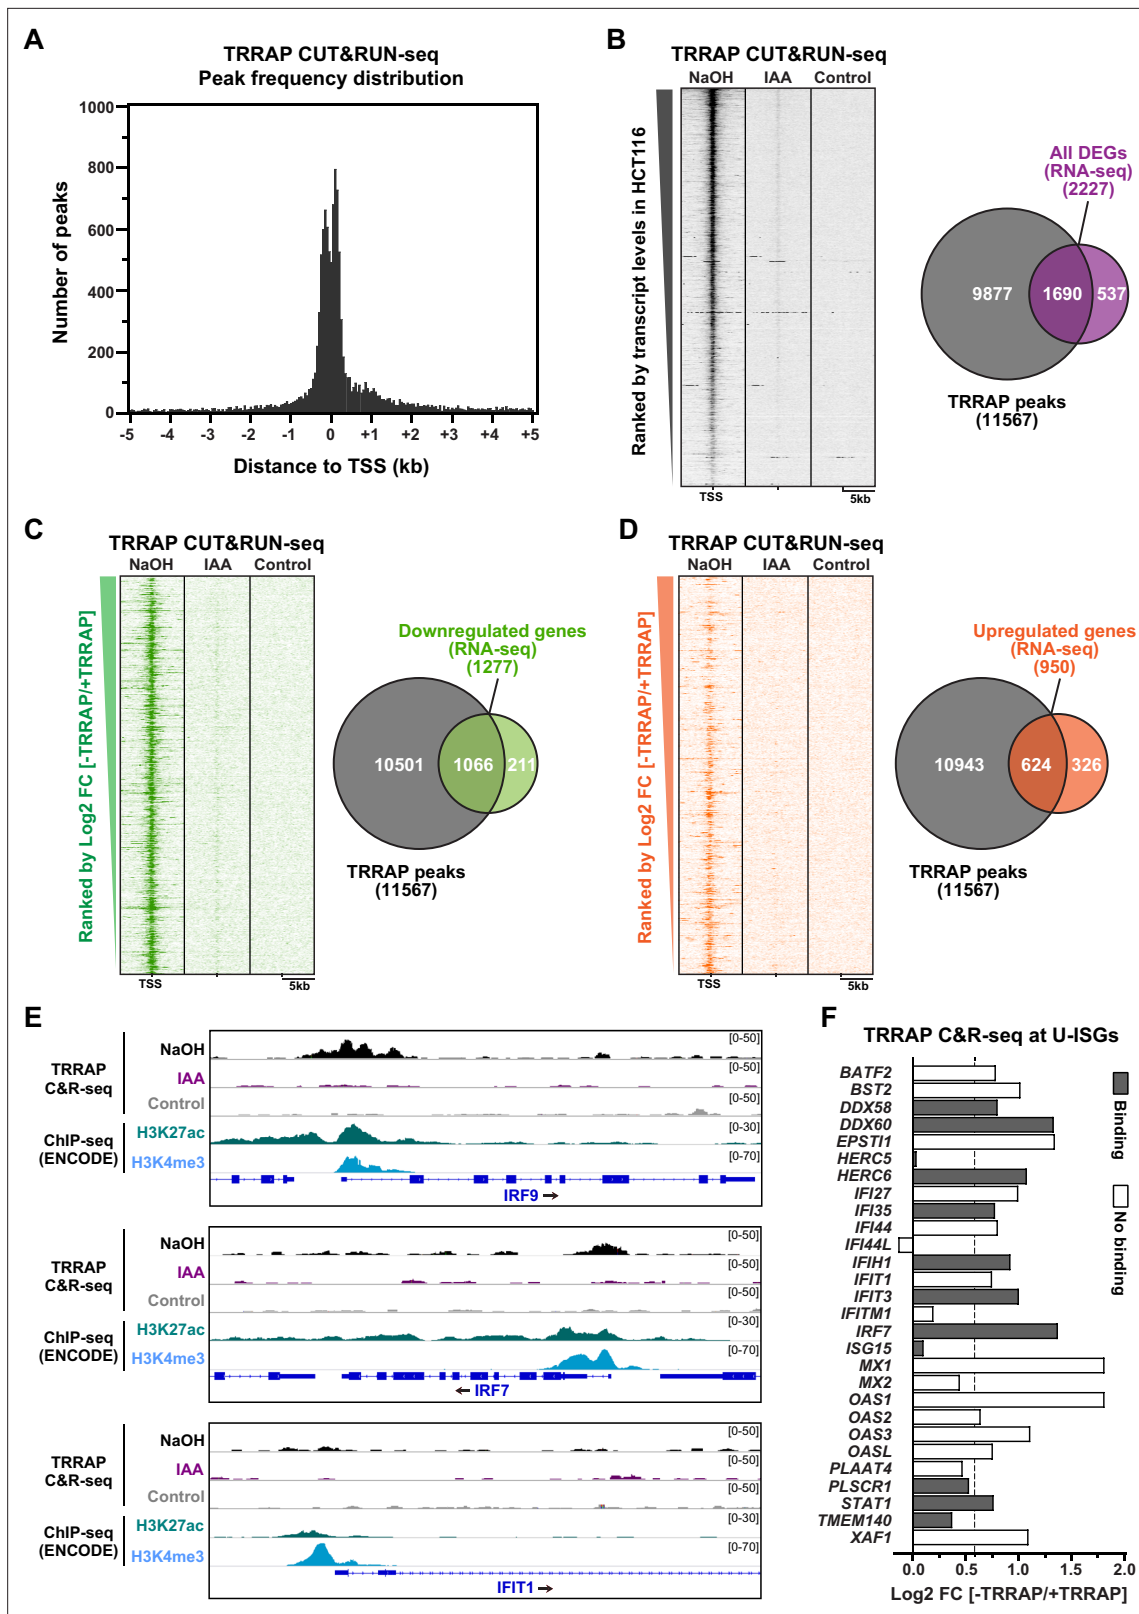 A
TRRAP CUT&RUN-seq
Peak frequency distribution
Number of peaks
1000
800
600
400
200
0
-5 -4 -3 -2 -1 0 +1 +2 +3 +4 +5
Distance to TSS (kb)
B
TRRAP CUT&RUN-seq
NaOH IAA Control
Ranked by transcript levels in HCT116
TSS
5kb
All DEGs
(RNA-seq)
(2227)
9877 1690 537
TRRAP peaks
(11567)
C
TRRAP CUT&RUN-seq
NaOH IAA Control
Ranked by Log2 FC [-TRRAP/+TRRAP]
TSS
5kb
Downregulated genes
(RNA-seq)
(1277)
10501 1066 211
TRRAP peaks
(11567)
D
TRRAP CUT&RUN-seq
NaOH IAA Control
Ranked by Log2 FC [-TRRAP/+TRRAP]
TSS
5kb
Upregulated genes
(RNA-seq)
(950)
10943 624 326
TRRAP peaks
(11567)
E
TRRAP
C&R-seq
NaOH [0-50]
IAA [0-50]
Control [0-50]
ChIP-seq
(ENCODE)
H3K27ac [0-30]
H3K4me3 [0-70]
IRF9
TRRAP
C&R-seq
NaOH [0-50]
IAA [0-50]
Control [0-50]
ChIP-seq
(ENCODE)
H3K27ac [0-30]
H3K4me3 [0-70]
IRF7
TRRAP
C&R-seq
NaOH [0-50]
IAA [0-50]
Control [0-50]
ChIP-seq
(ENCODE)
H3K27ac [0-30]
H3K4me3 [0-70]
IFIT1
F
TRRAP C&R-seq at U-ISGs
BATF2
BST2
DDX58
DDX60
EPSTI1
HERC5
HERC6
IFI27
IFI35
IFI44
IFI44L
IFIH1
IFIT1
IFIT3
IFITM1
IRF7
ISG15
MX1
MX2
OAS1
OAS2
OAS3
OASL
PLAAT4
PLSCR1
STAT1
TMEM140
XAF1
0.0 0.5 1.0 1.5 2.0
Log2 FC [-TRRAP/+TRRAP]
Binding
No binding